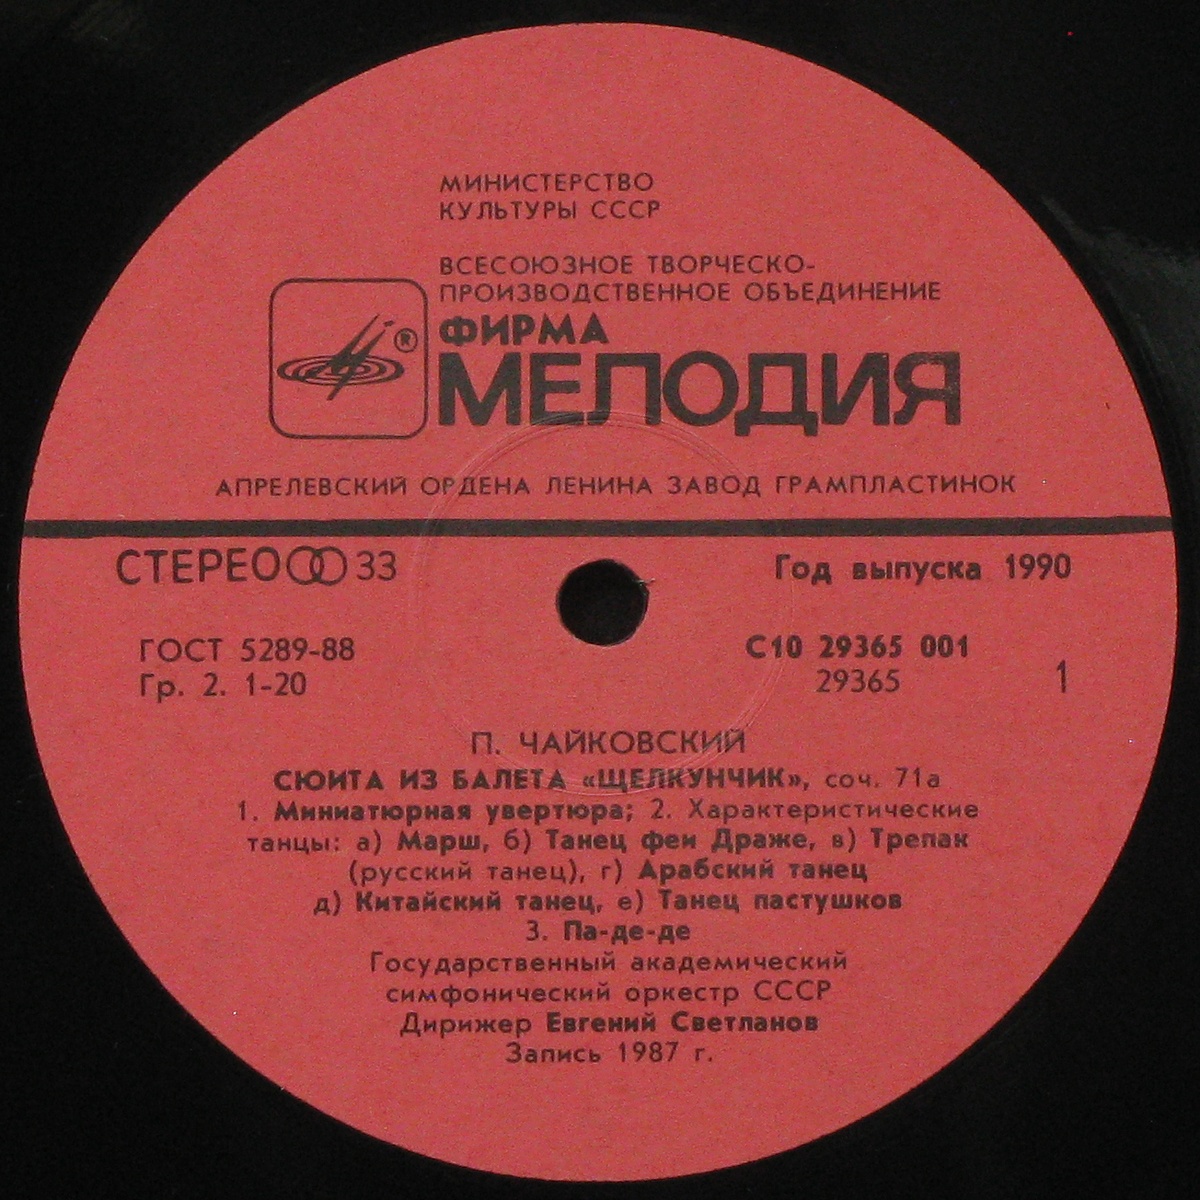 МИНИСТЕРСТВО
КУЛЬТУРЫ СССР
ВСЕСОЮЗНОЕ ТВОРЧЕСКО-
ПРОИЗВОДСТВЕННОЕ ОБЪЕДИНЕНИЕ
ФИРМА
®
МЕЛОДИЯ
АПРЕЛЕВСКИЙ ОРДЕНА ЛЕНИНА ЗАВОД ГРАМПЛАСТИНОК
СТЕРЕО 33
Год выпуска 1990
ГОСТ 5289-88
Гр. 2. 1-20
С10 29365 001
29365
1
П. ЧАЙКОВСКИЙ
СЮИТА ИЗ БАЛЕТА «ЩЕЛКУНЧИК», соч. 71а
1. Миниатюрная увертюра; 2. Характеристические
танцы: а) Марш, б) Танец феи Драже, в) Трепак
(русский танец), г) Арабский танец
д) Китайский танец, е) Танец пастушков
3. Па-де-де
Государственный академический
симфонический оркестр СССР
Дирижер Евгений Светланов
Запись 1987 г.